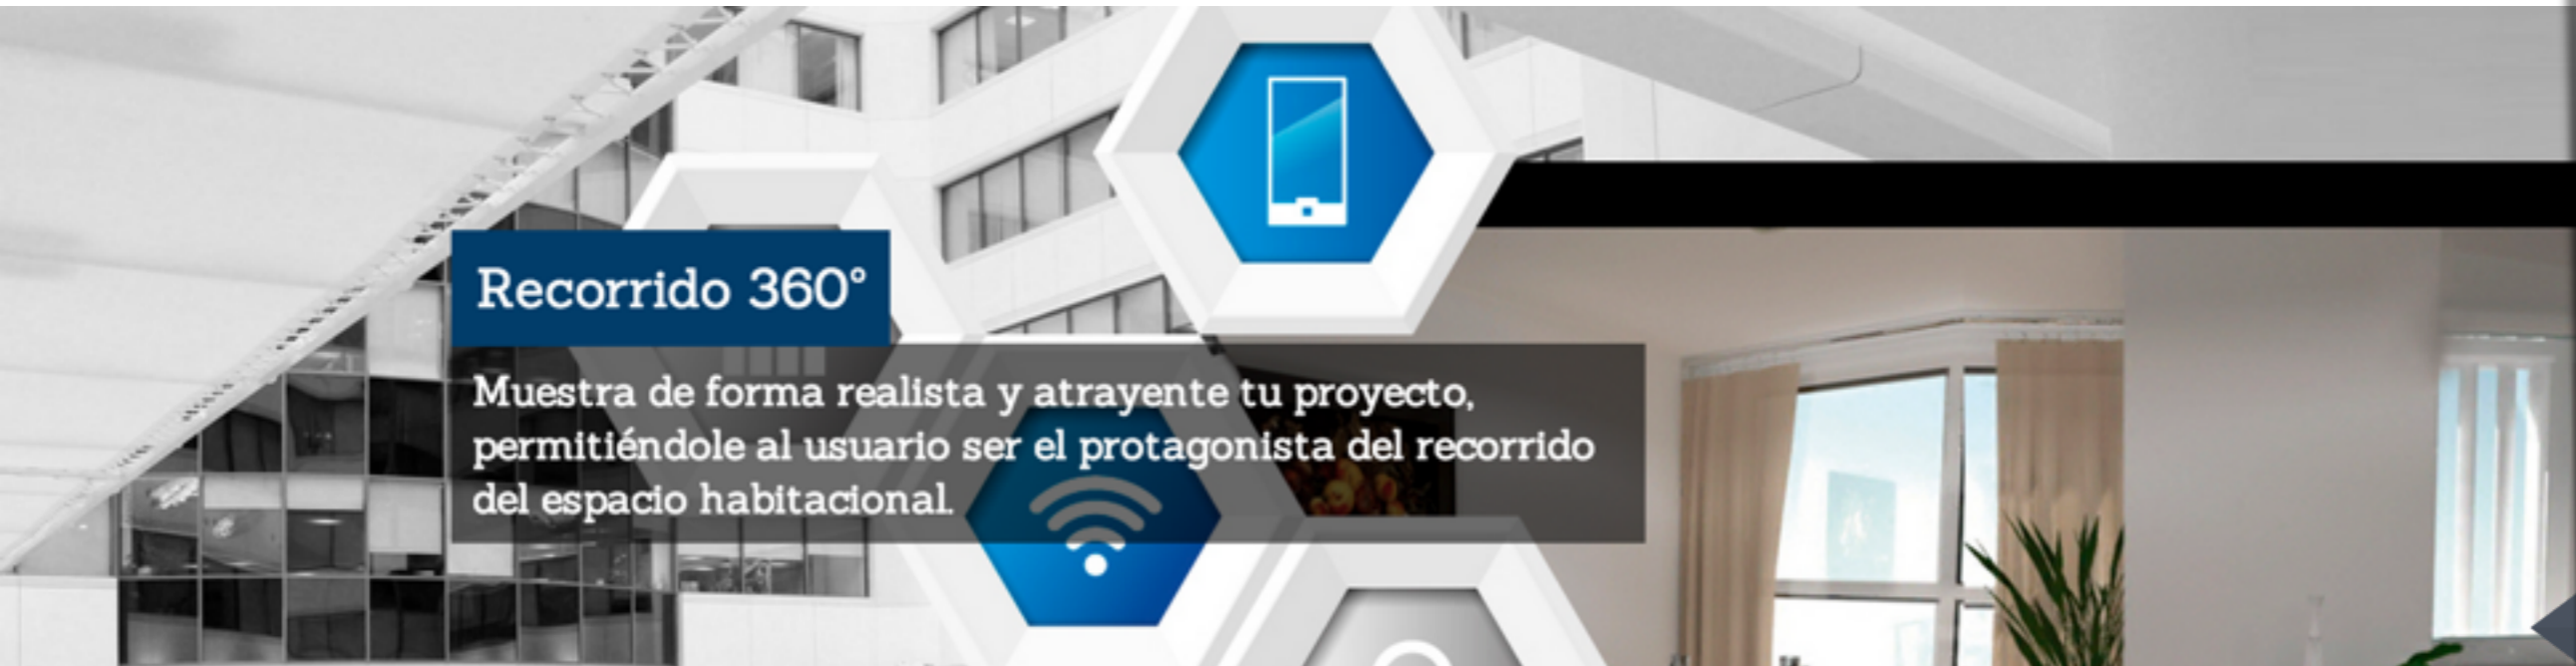 Recorrido 360°
Muestra de forma realista y atrayente tu proyecto,
permitiéndole al usuario ser el protagonista del recorrido
del espacio habitacional.